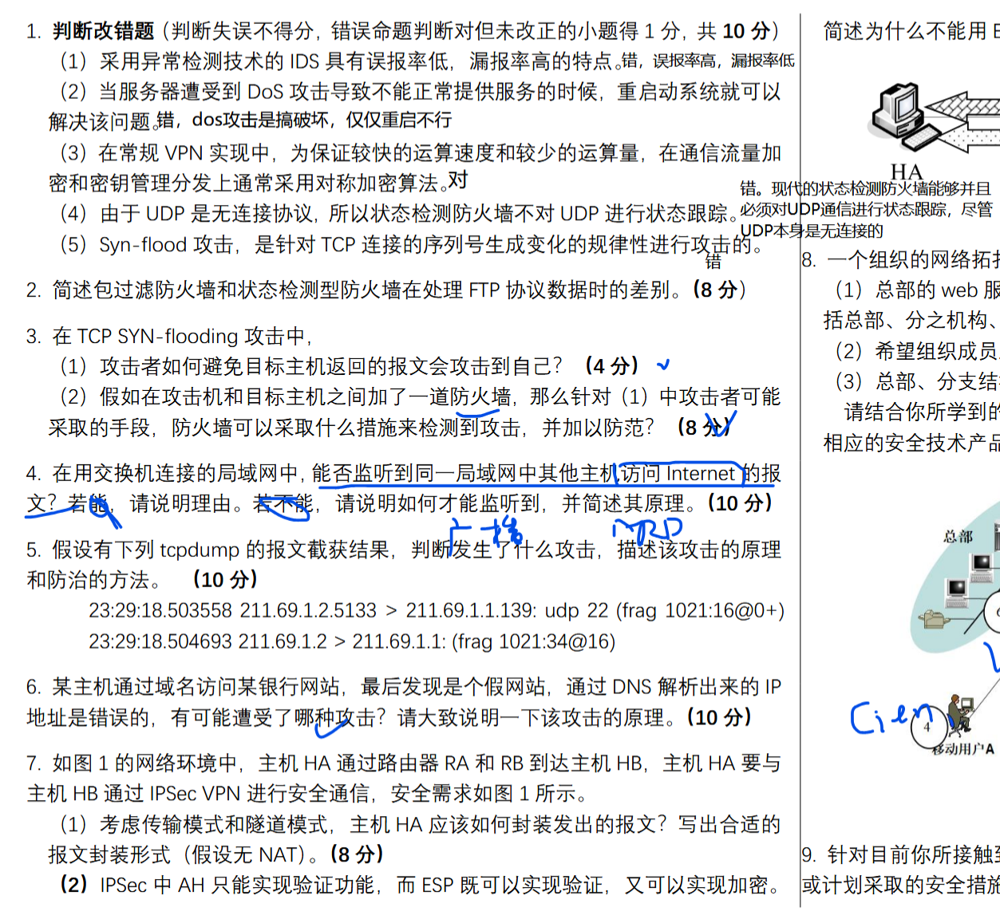 1. 判断改错题（判断失误不得分，错误命题判断对但未改正的小题得 1 分，共 10 分）
（1）采用异常检测技术的 IDS 具有误报率低，漏报率高的特点。错，误报率高，漏报率低
（2）当服务器遭受到 DoS 攻击导致不能正常提供服务的时候，重启动系统就可以
解决该问题。错，dos攻击是搞破坏，仅仅重启不行
（3）在常规 VPN 实现中，为保证较快的运算速度和较少的运算量，在通信流量加
密和密钥管理分发上通常采用对称加密算法。对
（4）由于 UDP 是无连接协议，所以状态检测防火墙不对 UDP 进行状态跟踪。
错。现代的状态检测防火墙能够并且
必须对UDP通信进行状态跟踪，尽管
UDP本身是无连接的
（5）Syn-flood 攻击，是针对 TCP 连接的序列号生成变化的规律性进行攻击的。
错
2. 简述包过滤防火墙和状态检测型防火墙在处理 FTP 协议数据时的差别。（8 分）
3. 在 TCP SYN-flooding 攻击中，
（1）攻击者如何避免目标主机返回的报文会攻击到自己？（4 分）
（2）假如在攻击机和目标主机之间加了一道防火墙，那么针对（1）中攻击者可能
采取的手段，防火墙可以采取什么措施来检测到攻击，并加以防范？（8 分）
4. 在用交换机连接的局域网中，能否监听到同一局域网中其他主机访问 Internet 的报
文？若能，请说明理由。若不能，请说明如何才能监听到，并简述其原理。（10 分）
广播 ARP
5. 假设有下列 tcpdump 的报文截获结果，判断发生了什么攻击，描述该攻击的原理
和防治的方法。（10 分）
23:29:18.503558 211.69.1.2.5133 > 211.69.1.1.139: udp 22 (frag 1021:16@0+)
23:29:18.504693 211.69.1.2 > 211.69.1.1: (frag 1021:34@16)
6. 某主机通过域名访问某银行网站，最后发现是个假网站，通过 DNS 解析出来的 IP
地址是错误的，有可能遭受了哪种攻击？请大致说明一下该攻击的原理。（10 分）
7. 如图 1 的网络环境中，主机 HA 通过路由器 RA 和 RB 到达主机 HB，主机 HA 要与
主机 HB 通过 IPSec VPN 进行安全通信，安全需求如图 1 所示。
（1）考虑传输模式和隧道模式，主机 HA 应该如何封装发出的报文？写出合适的
报文封装形式（假设无 NAT）。（8 分）
（2）IPSec 中 AH 只能实现验证功能，而 ESP 既可以实现验证，又可以实现加密。
简述为什么不能用
HA
8. 一个组织的网络拓
（1）总部的 web 服
括总部、分之机构、
（2）希望组织成员
（3）总部、分支结
请结合你所学到的
相应的安全技术产品
总部
Cien
4
移动用户A
9. 针对目前你所接触
或计划采取的安全措施